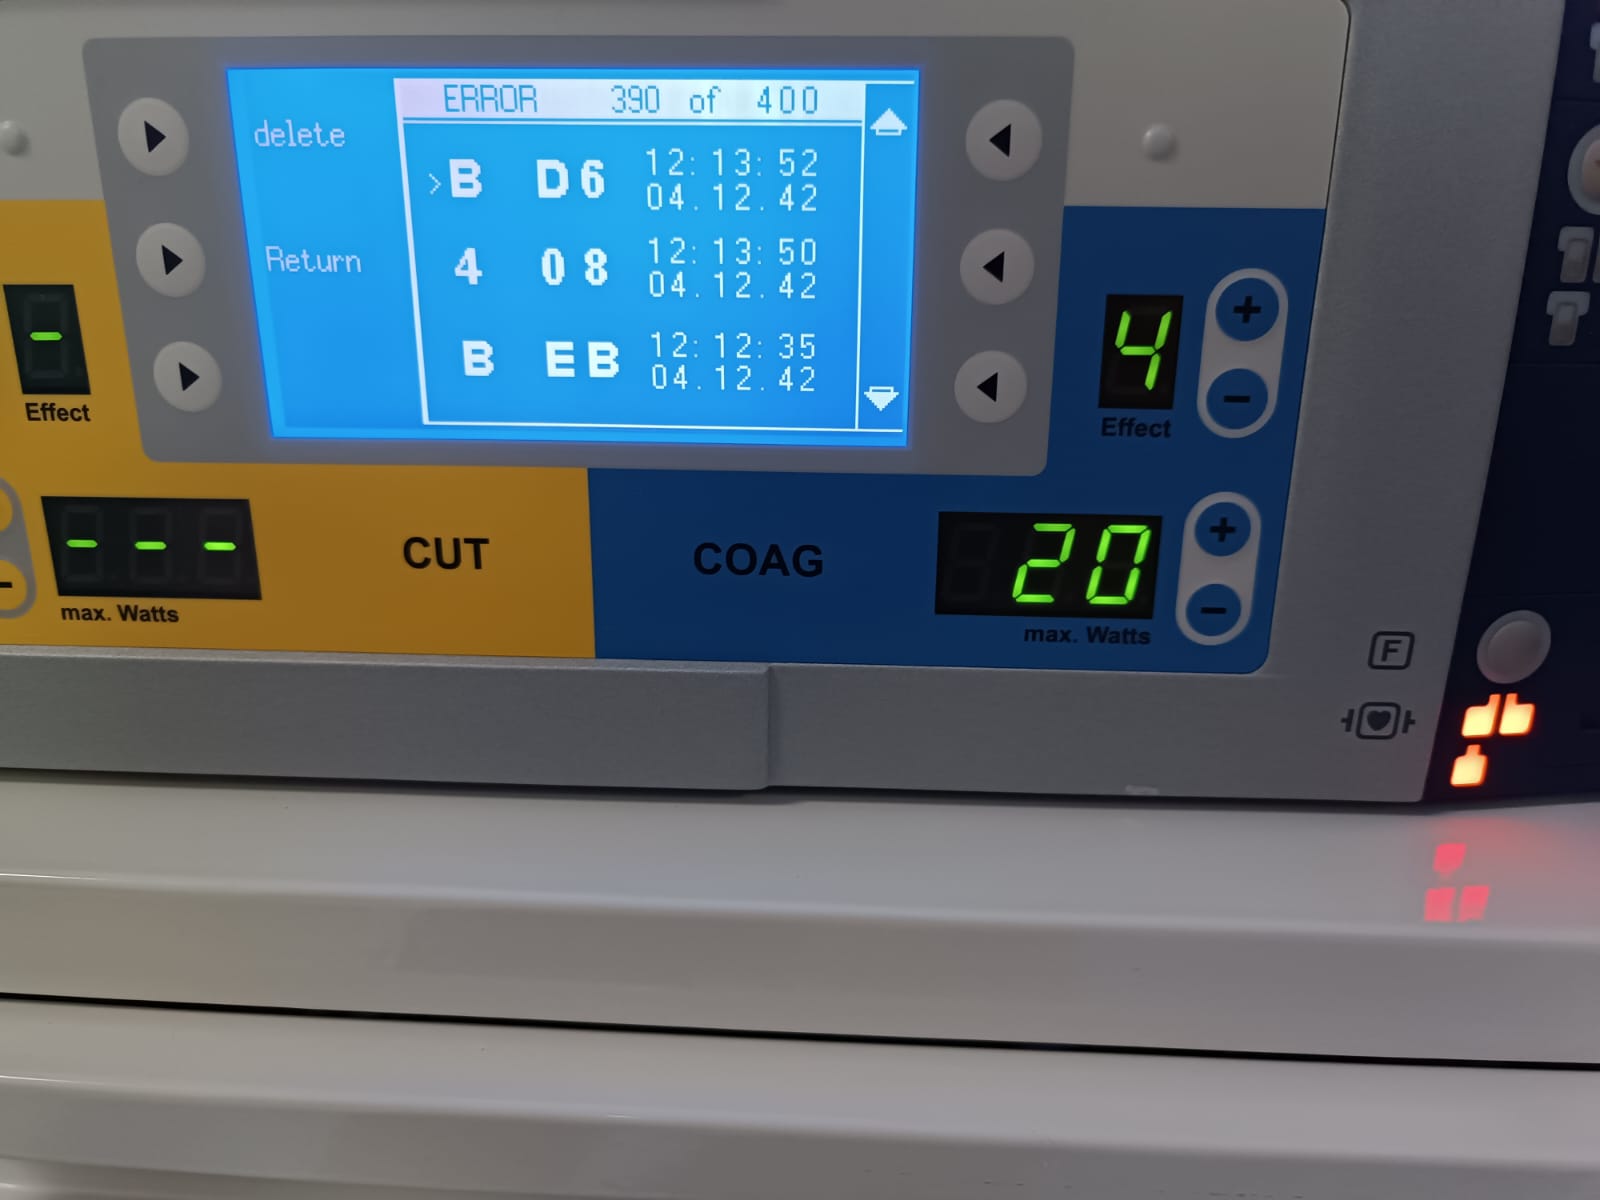 ERROR 390 of 400
delete
>B D6 12:13:52
04.12.42
Return
4 08 12:13:50
04.12.42
B EB 12:12:35
04.12.42
-
Effect
4
+
-
Effect
- - -
max. Watts
CUT
COAG
20
+
-
max. Watts
F